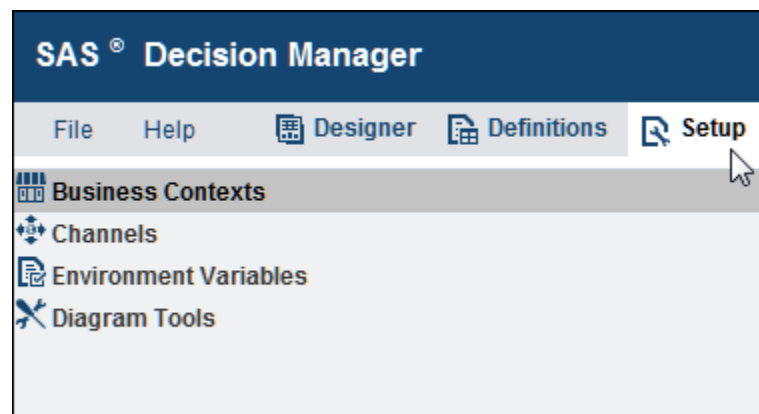 SAS ® Decision Manager
File Help Designer Definitions Setup
Business Contexts
Channels
Environment Variables
Diagram Tools